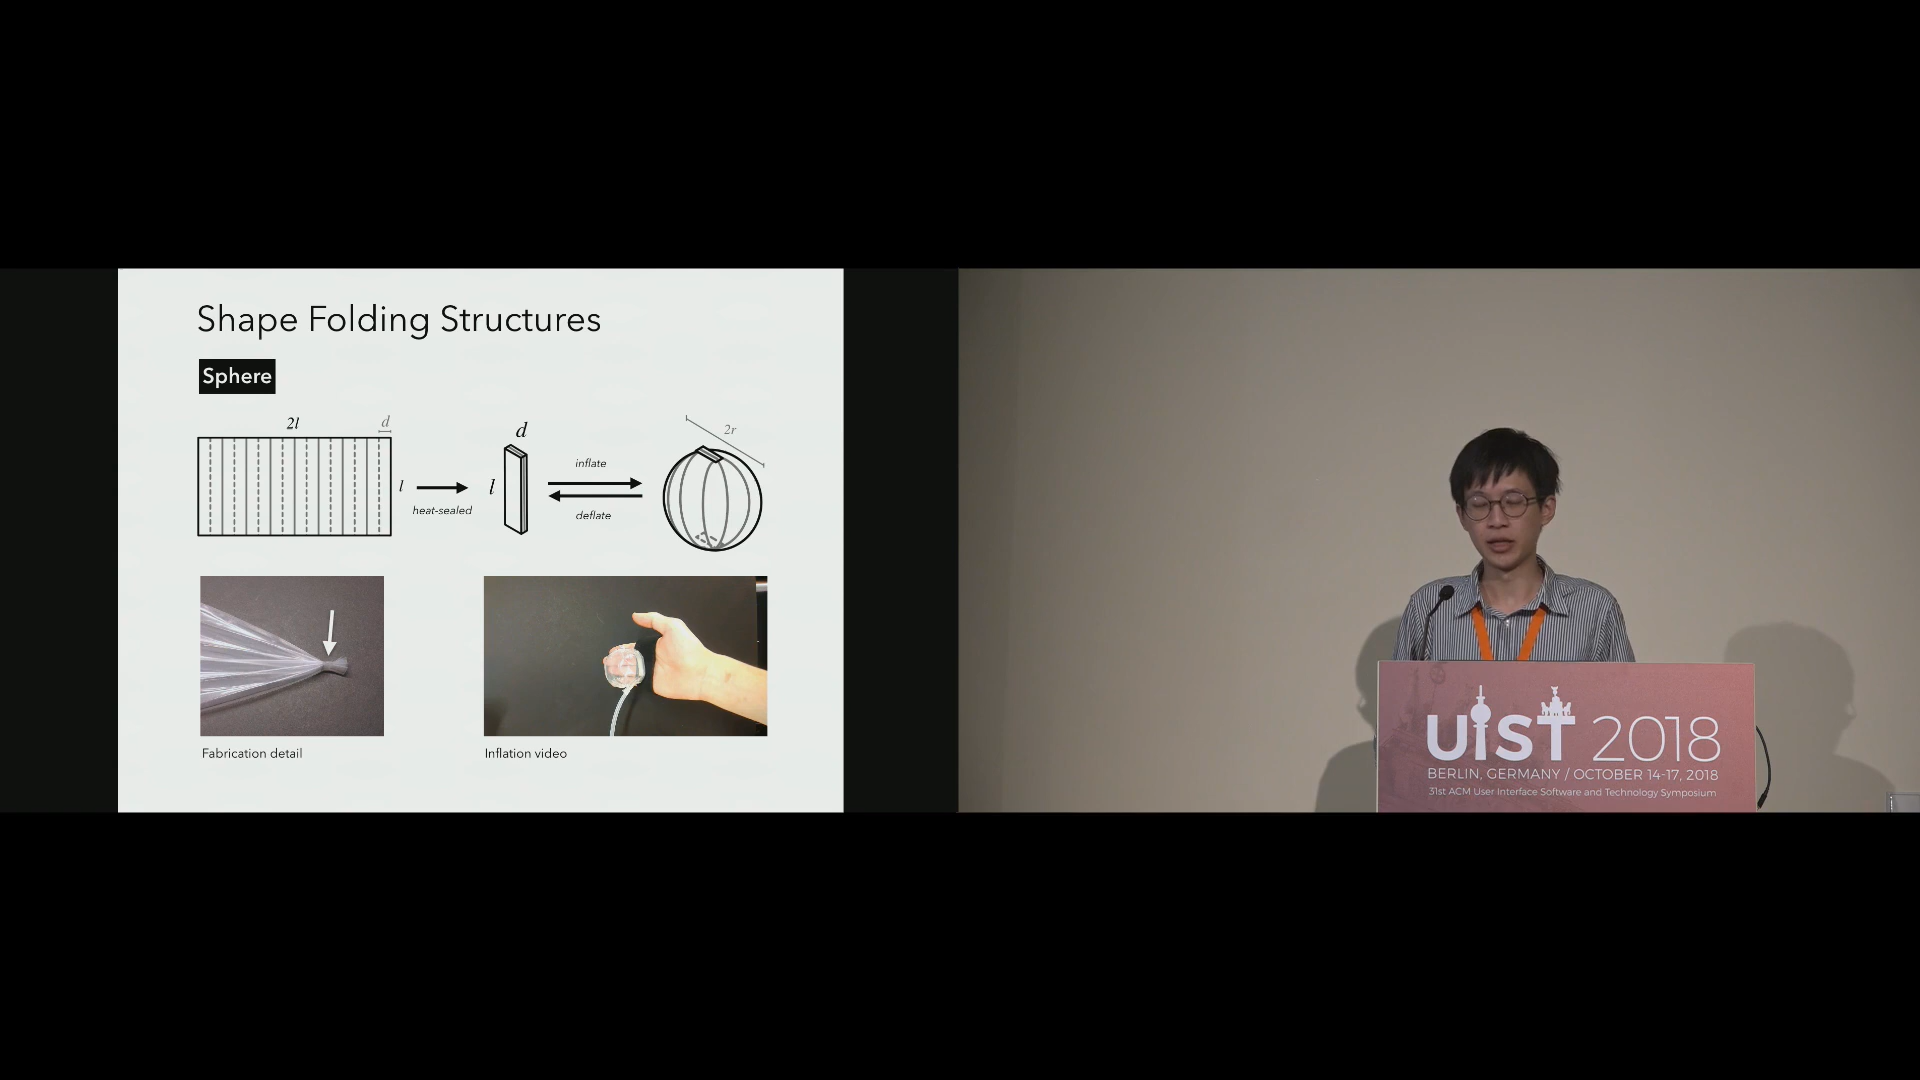 Shape Folding Structures
Sphere
2l
d
l
heat-sealed
d
l
inflate
deflate
2r
Fabrication detail
Inflation video
UIST 2018
BERLIN, GERMANY / OCTOBER 14-17, 2018
31st ACM User Interface Software and Technology Symposium